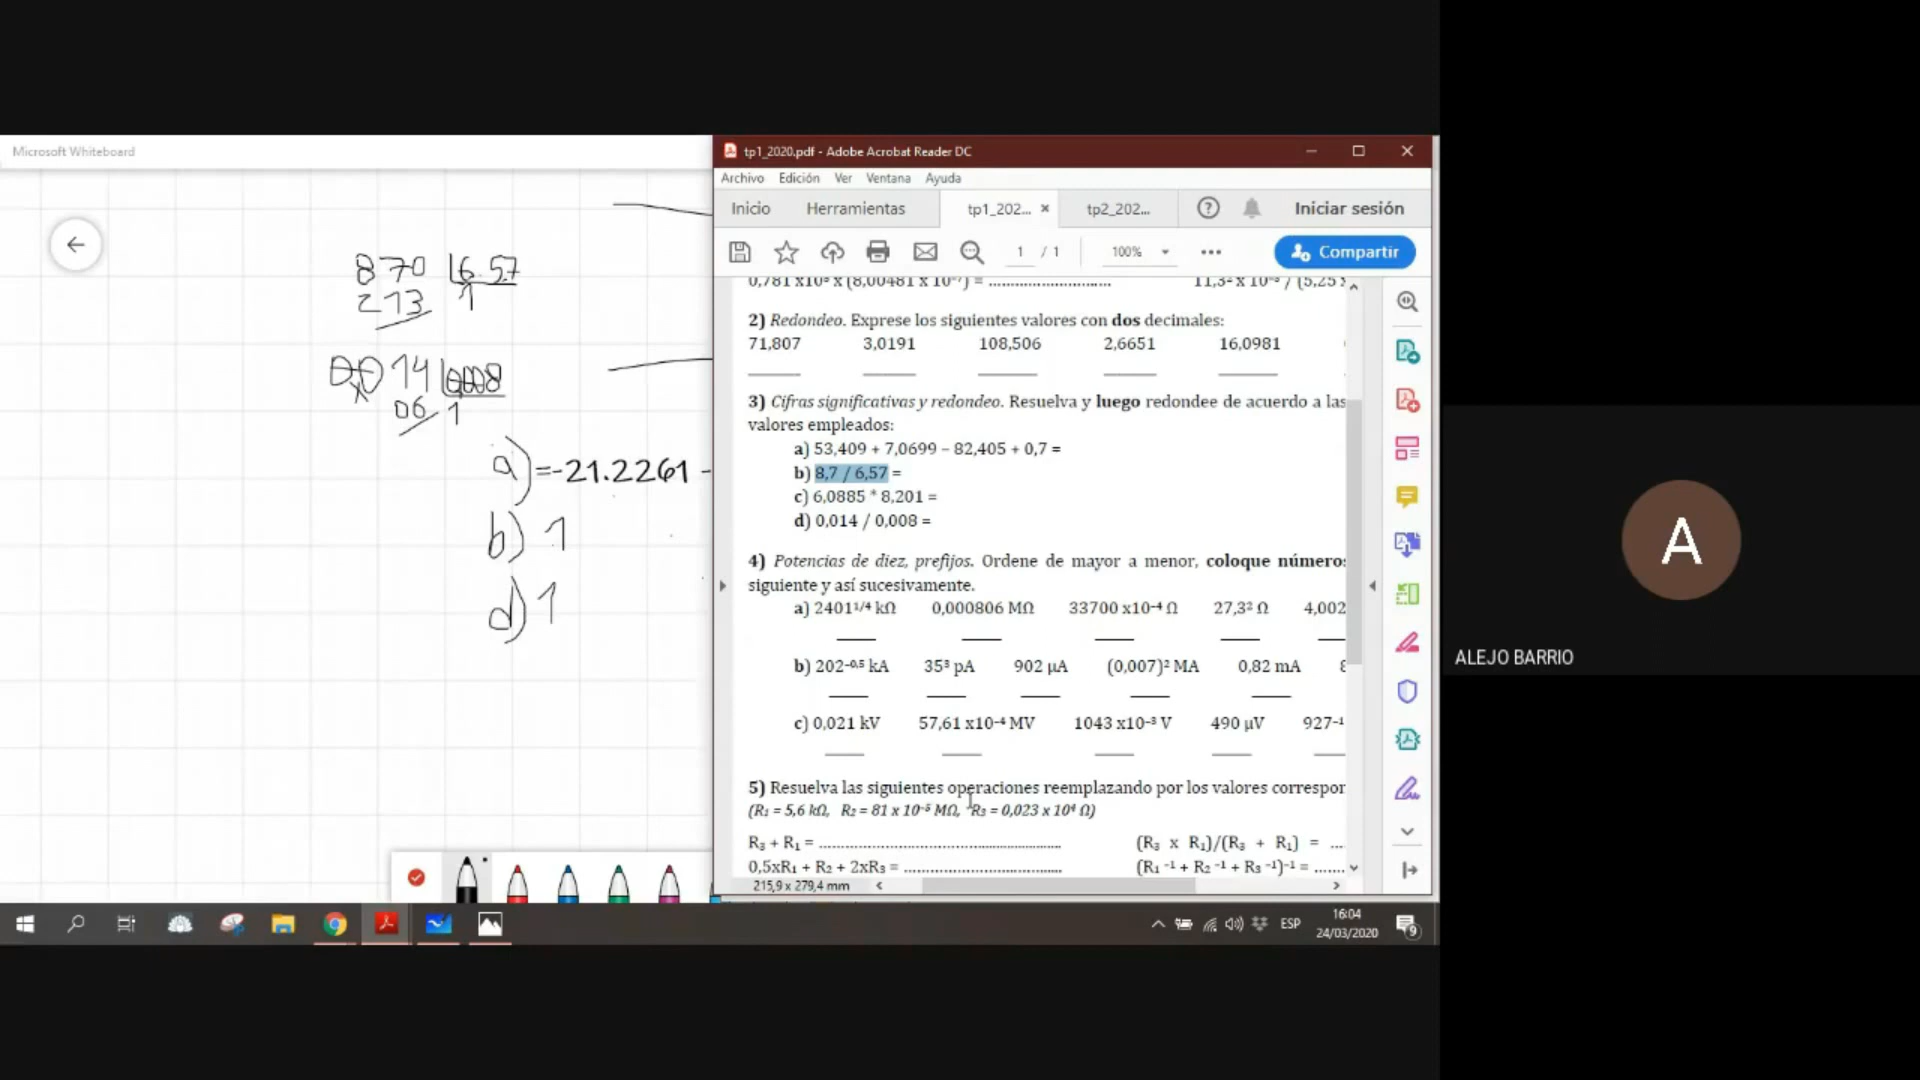 Microsoft Whiteboard
870 6.57
213 1
0,014 0,008
06 1
a) =-21.2261 -
b) 1
d) 1
tp1_2020.pdf - Adobe Acrobat Reader DC
Archivo Edición Ver Ventana Ayuda
Inicio Herramientas tp1_202... × tp2_202... Iniciar sesión
1 / 1 100% Compartir
2) Redondeo. Exprese los siguientes valores con dos decimales:
71,807 3,0191 108,506 2,6651 16,0981
3) Cifras significativas y redondeo. Resuelva y luego redondee de acuerdo a las
valores empleados:
a) 53,409 + 7,0699 – 82,405 + 0,7 =
b) 8,7 / 6,57 =
c) 6,0885 * 8,201 =
d) 0,014 / 0,008 =
4) Potencias de diez, prefijos. Ordene de mayor a menor, coloque número
siguiente y así sucesivamente.
a) 2401¹/⁴ kΩ 0,000806 MΩ 33700 x10⁻⁴ Ω 27,3² Ω 4,002
b) 202⁻⁰,⁵ kA 35³ pA 902 µA (0,007)² MA 0,82 mA
c) 0,021 kV 57,61 x10⁻⁴ MV 1043 x10⁻³ V 490 µV 927⁻¹
5) Resuelva las siguientes operaciones reemplazando por los valores correspon
(R₁ = 5,6 kΩ, R₂ = 81 x 10⁻⁵ MΩ, R₃ = 0,023 x 10⁴ Ω)
R₃ + R₁ = ............................................................ (R₃ x R₁)/(R₃ + R₁) = ...
0,5xR₁ + R₂ + 2xR₃ = ....................................... (R₁ ⁻¹ + R₂ ⁻¹ + R₃ ⁻¹)⁻¹ = ......
215,9 x 279,4 mm
ESP 16:04
24/03/2020
9
A
ALEJO BARRIO